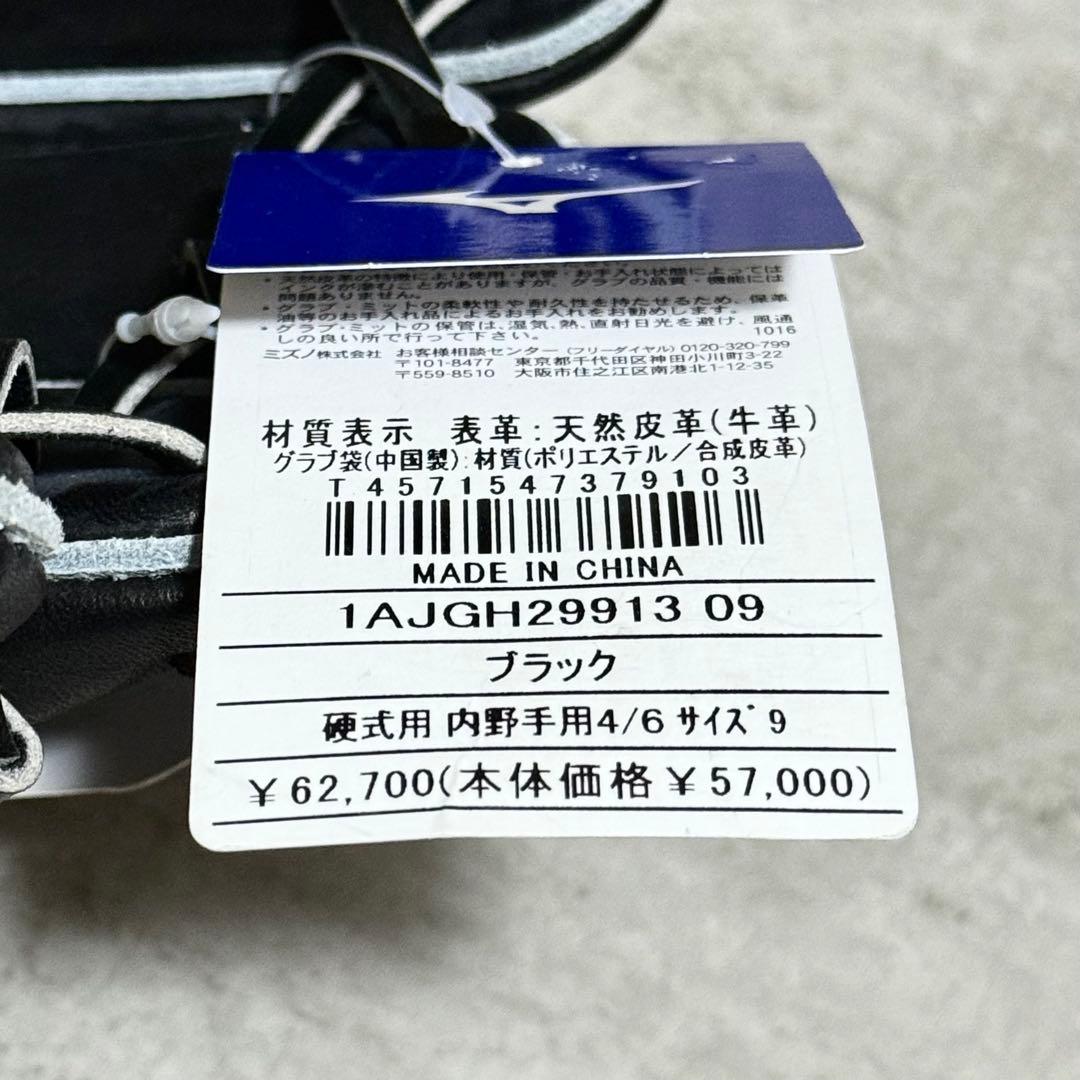 ・天然皮革の特徴により使用・保管・お手入れ状態によっては
インクが滲むことがありますが、グラブの品質・機能には
問題ありません。
・グラブ・ミットの柔軟性や耐久性を持たせるため、保革
油等のお手入れ品によるお手入れをお勧めします。
・グラブ・ミットの保管は、湿気、熱、直射日光を避け、風通
しの良い所で行って下さい。 1016
ミズノ株式会社 お客様相談センター (フリーダイヤル) 0120-320-799
〒101-8477 東京都千代田区神田小川町3-22
〒559-8510 大阪市住之江区南港北1-12-35
材質表示 表革:天然皮革(牛革)
グラブ袋(中国製):材質(ポリエステル/合成皮革)
T 4571547379103
MADE IN CHINA
1AJGH29913 09
ブラック
硬式用 内野手用4/6 サイズ 9
¥62,700(本体価格¥57,000)